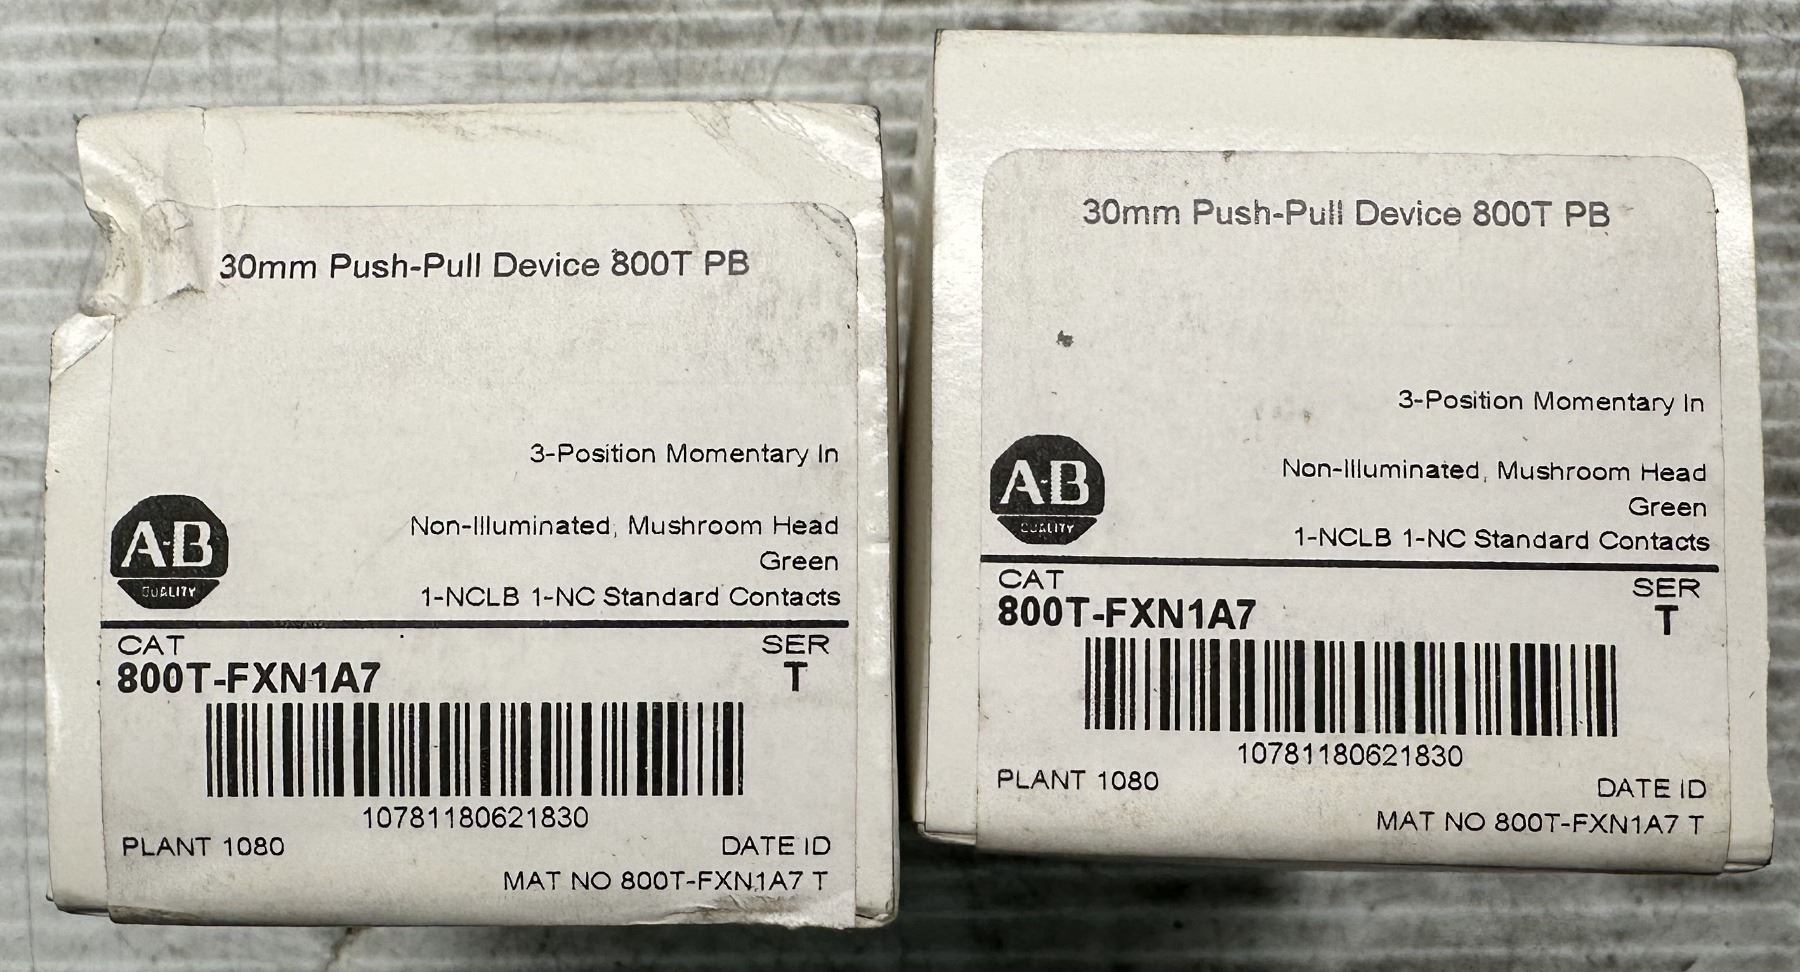 30mm Push-Pull Device 800T PB
3-Position Momentary In
Non-Illuminated, Mushroom Head
Green
1-NCLB 1-NC Standard Contacts
A-B
QUALITY
CAT
SER
800T-FXN1A7
T
10781180621830
PLANT 1080
DATE ID
MAT NO 800T-FXN1A7 T
30mm Push-Pull Device 800T PB
3-Position Momentary In
Non-Illuminated, Mushroom Head
Green
1-NCLB 1-NC Standard Contacts
A-B
QUALITY
CAT
SER
800T-FXN1A7
T
10781180621830
PLANT 1080
DATE ID
MAT NO 800T-FXN1A7 T